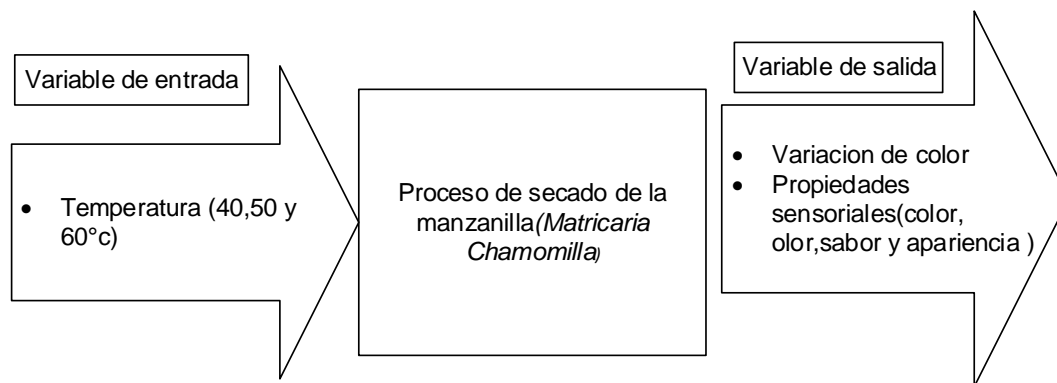 Variable de entrada
• Temperatura (40,50 y
60°c)
Proceso de secado de la
manzanilla(Matricaria
Chamomilla)
Variable de salida
• Variacion de color
• Propiedades
sensoriales(color,
olor,sabor y apariencia )